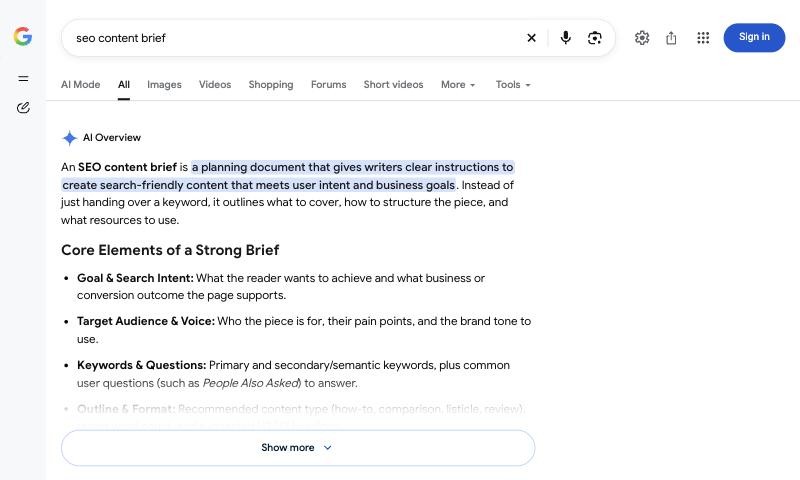 seo content brief
Sign in
AI Mode All Images Videos Shopping Forums Short videos More Tools
AI Overview
An SEO content brief is a planning document that gives writers clear instructions to
create search-friendly content that meets user intent and business goals. Instead of
just handing over a keyword, it outlines what to cover, how to structure the piece, and
what resources to use.
Core Elements of a Strong Brief
• Goal & Search Intent: What the reader wants to achieve and what business or
conversion outcome the page supports.
• Target Audience & Voice: Who the piece is for, their pain points, and the brand tone to
use.
• Keywords & Questions: Primary and secondary/semantic keywords, plus common
user questions (such as People Also Asked) to answer.
• Outline & Format: Recommended content type (how-to, comparison, listicle, review),
Show more